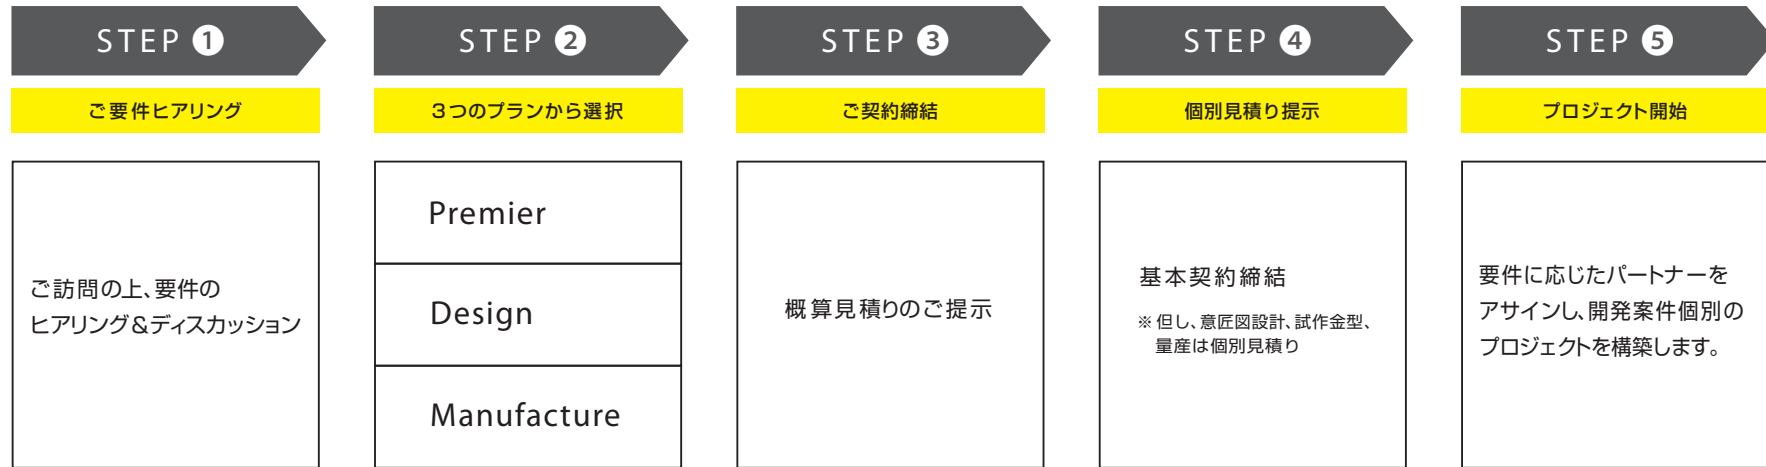 STEP ❶
ご要件ヒアリング
ご訪問の上、要件の
ヒアリング&ディスカッション
STEP ❷
3つのプランから選択
Premier
Design
Manufacture
STEP ❸
ご契約締結
概算見積りのご提示
STEP ❹
個別見積り提示
基本契約締結
※但し、意匠図設計、試作金型、
量産は個別見積り
STEP ❺
プロジェクト開始
要件に応じたパートナーを
アサインし、開発案件個別の
プロジェクトを構築します。